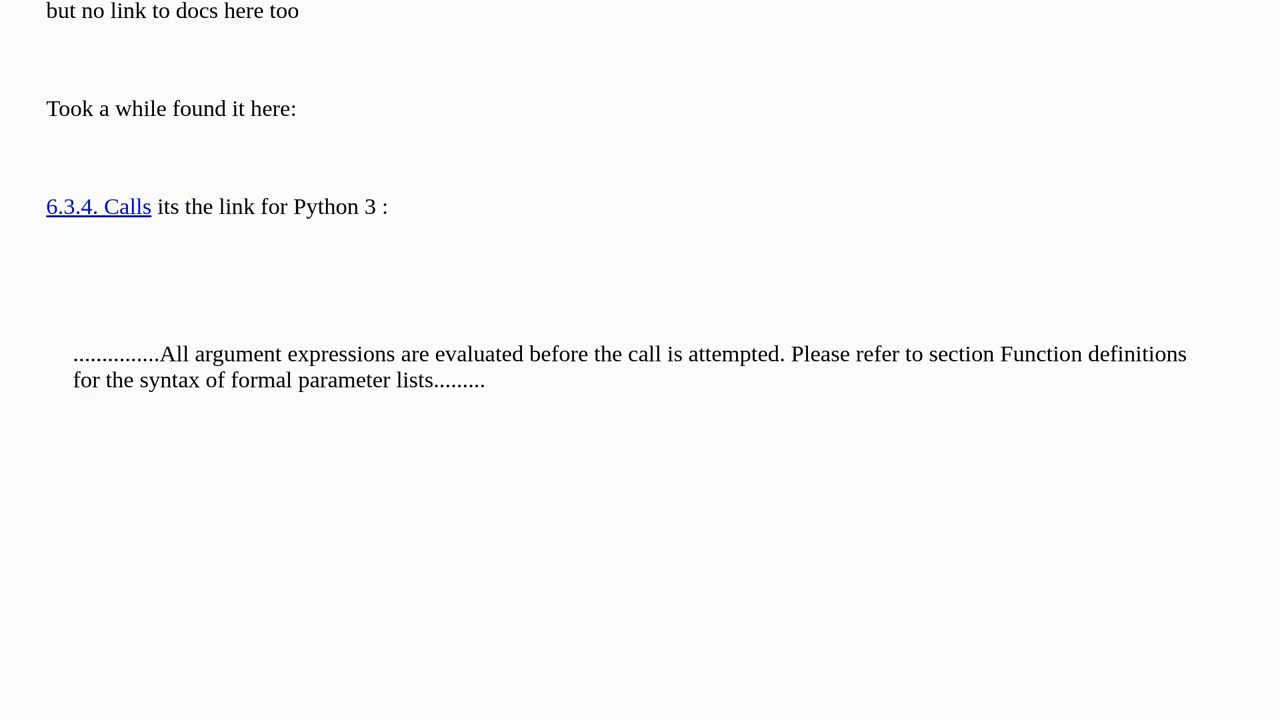 but no link to docs here too
Took a while found it here:
6.3.4. Calls its the link for Python 3 :
...............All argument expressions are evaluated before the call is attempted. Please refer to section Function definitions
for the syntax of formal parameter lists.........